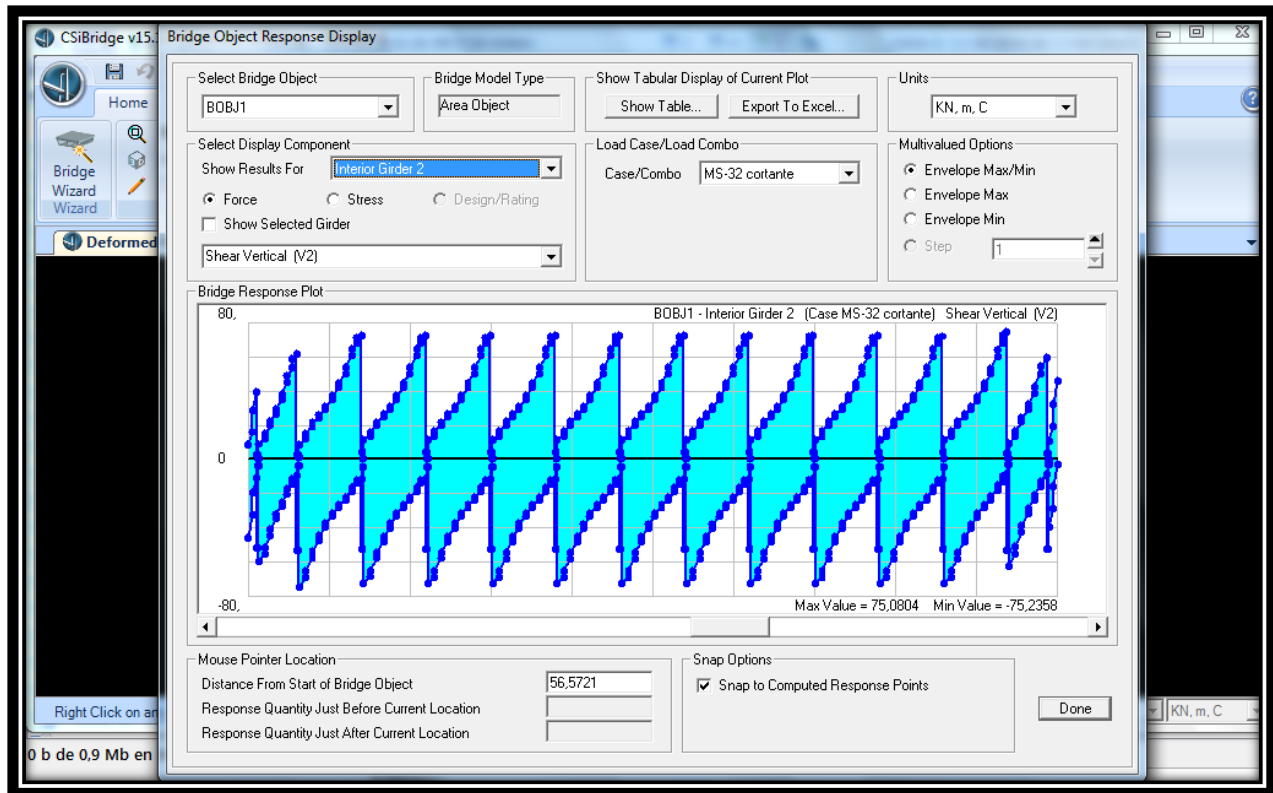 CSiBridge v15.
Bridge Object Response Display
Home
Bridge
Wizard
Wizard
Deformed
Select Bridge Object
BOBJ1
Bridge Model Type
Area Object
Show Tabular Display of Current Plot
Show Table...
Export To Excel...
Units
KN, m, C
Select Display Component
Show Results For
Interior Girder 2
Force
Stress
Design/Rating
Show Selected Girder
Shear Vertical (V2)
Load Case/Load Combo
Case/Combo
MS-32 cortante
Multivalued Options
Envelope Max/Min
Envelope Max
Envelope Min
Step
1
Bridge Response Plot
80,
BOBJ1 - Interior Girder 2 (Case MS-32 cortante) Shear Vertical (V2)
0
-80,
Max Value = 75,0804 Min Value = -75,2358
Mouse Pointer Location
Distance From Start of Bridge Object
56,5721
Response Quantity Just Before Current Location
Response Quantity Just After Current Location
Snap Options
Snap to Computed Response Points
Done
Right Click on an
KN, m, C
0 b de 0,9 Mb en